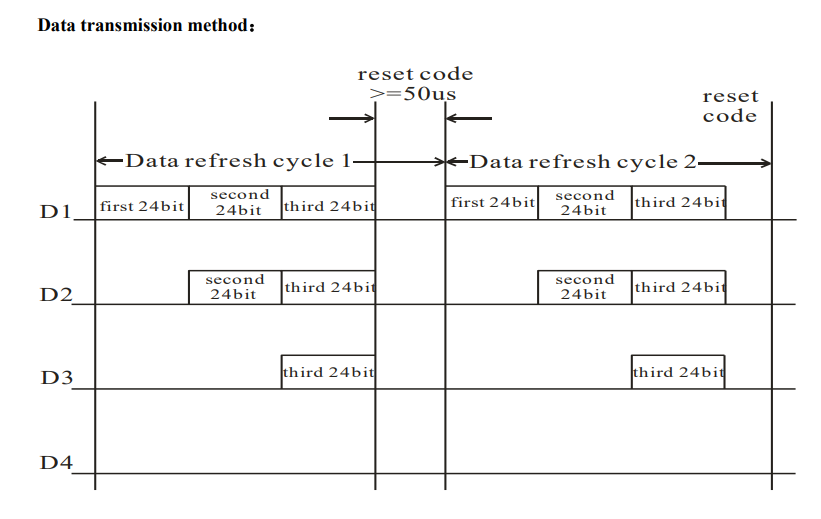 Data transmission method：
reset code
>=50us
reset
code
Data refresh cycle 1
Data refresh cycle 2
D1
first 24bit
second
24bit
third 24bit
first 24bit
second
24bit
third 24bit
D2
second
24bit
third 24bit
second
24bit
third 24bit
D3
third 24bit
third 24bit
D4